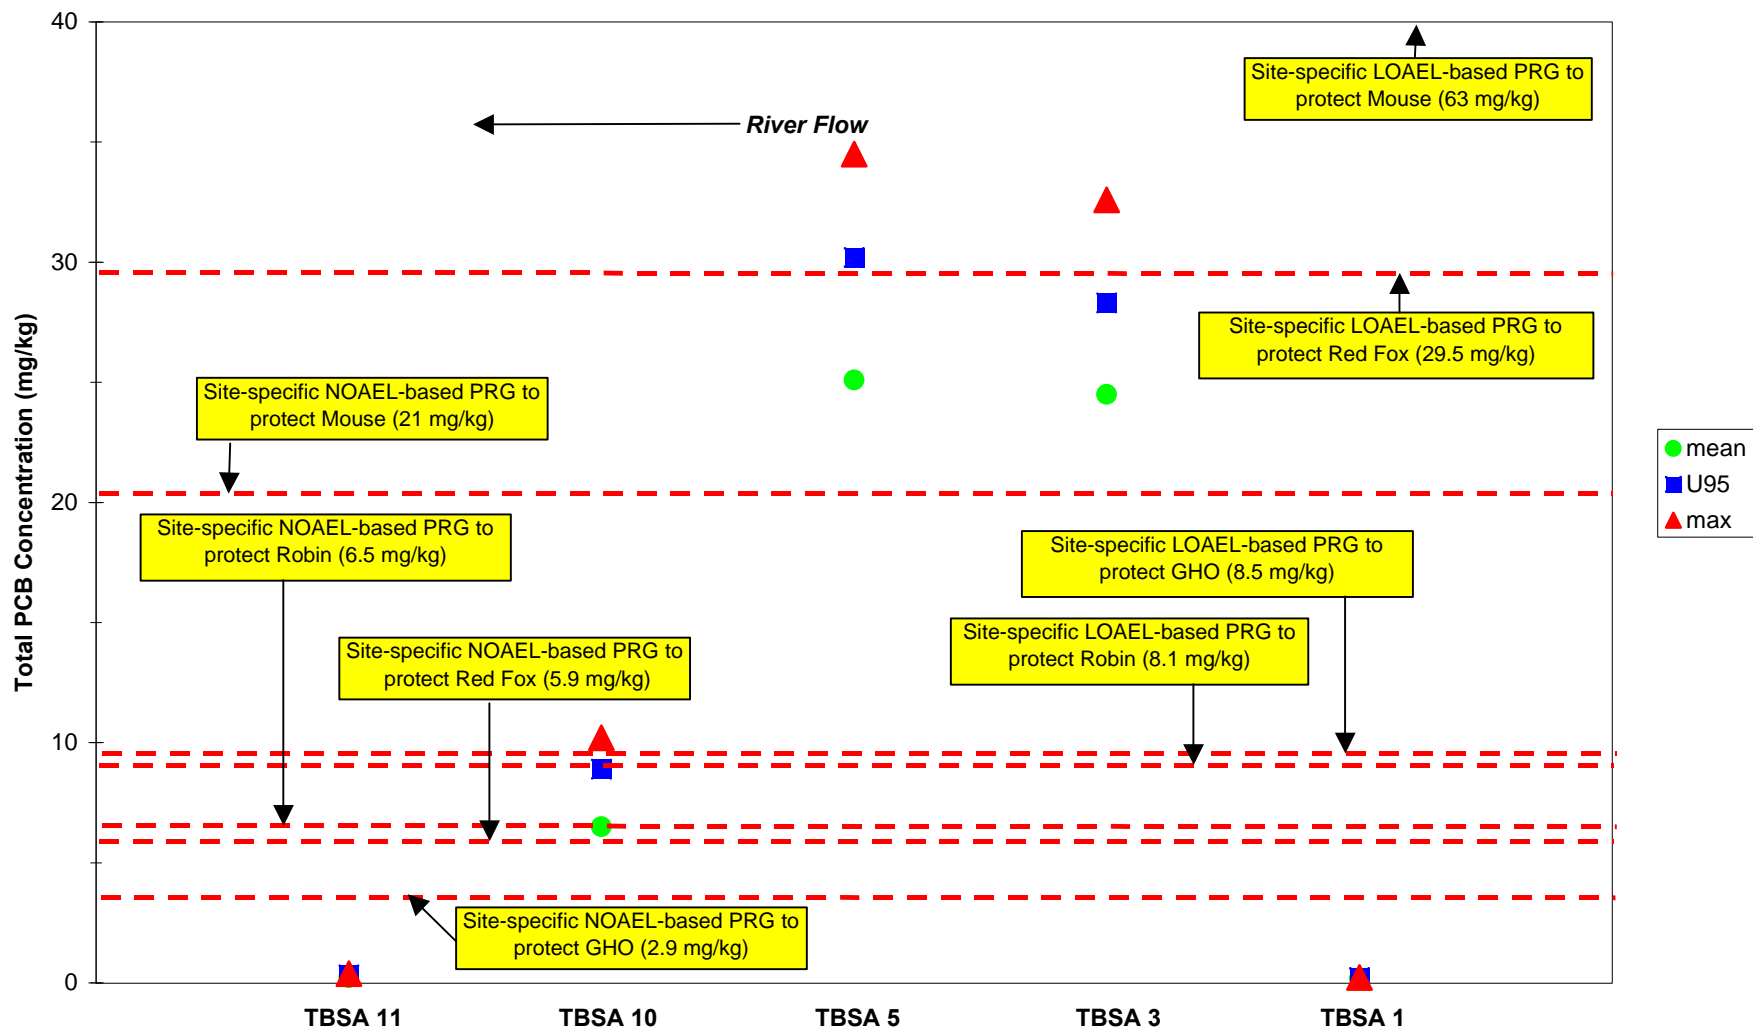 40
Site-specific LOAEL-based PRG to
protect Mouse (63 mg/kg)
River Flow
30
Site-specific LOAEL-based PRG to
protect Red Fox (29.5 mg/kg)
Site-specific NOAEL-based PRG to
protect Mouse (21 mg/kg)
Total PCB Concentration (mg/kg)
mean
U95
max
20
Site-specific NOAEL-based PRG to
protect Robin (6.5 mg/kg)
Site-specific LOAEL-based PRG to
protect GHO (8.5 mg/kg)
Site-specific LOAEL-based PRG to
protect Robin (8.1 mg/kg)
Site-specific NOAEL-based PRG to
protect Red Fox (5.9 mg/kg)
10
Site-specific NOAEL-based PRG to
protect GHO (2.9 mg/kg)
0
TBSA 11
TBSA 10
TBSA 5
TBSA 3
TBSA 1